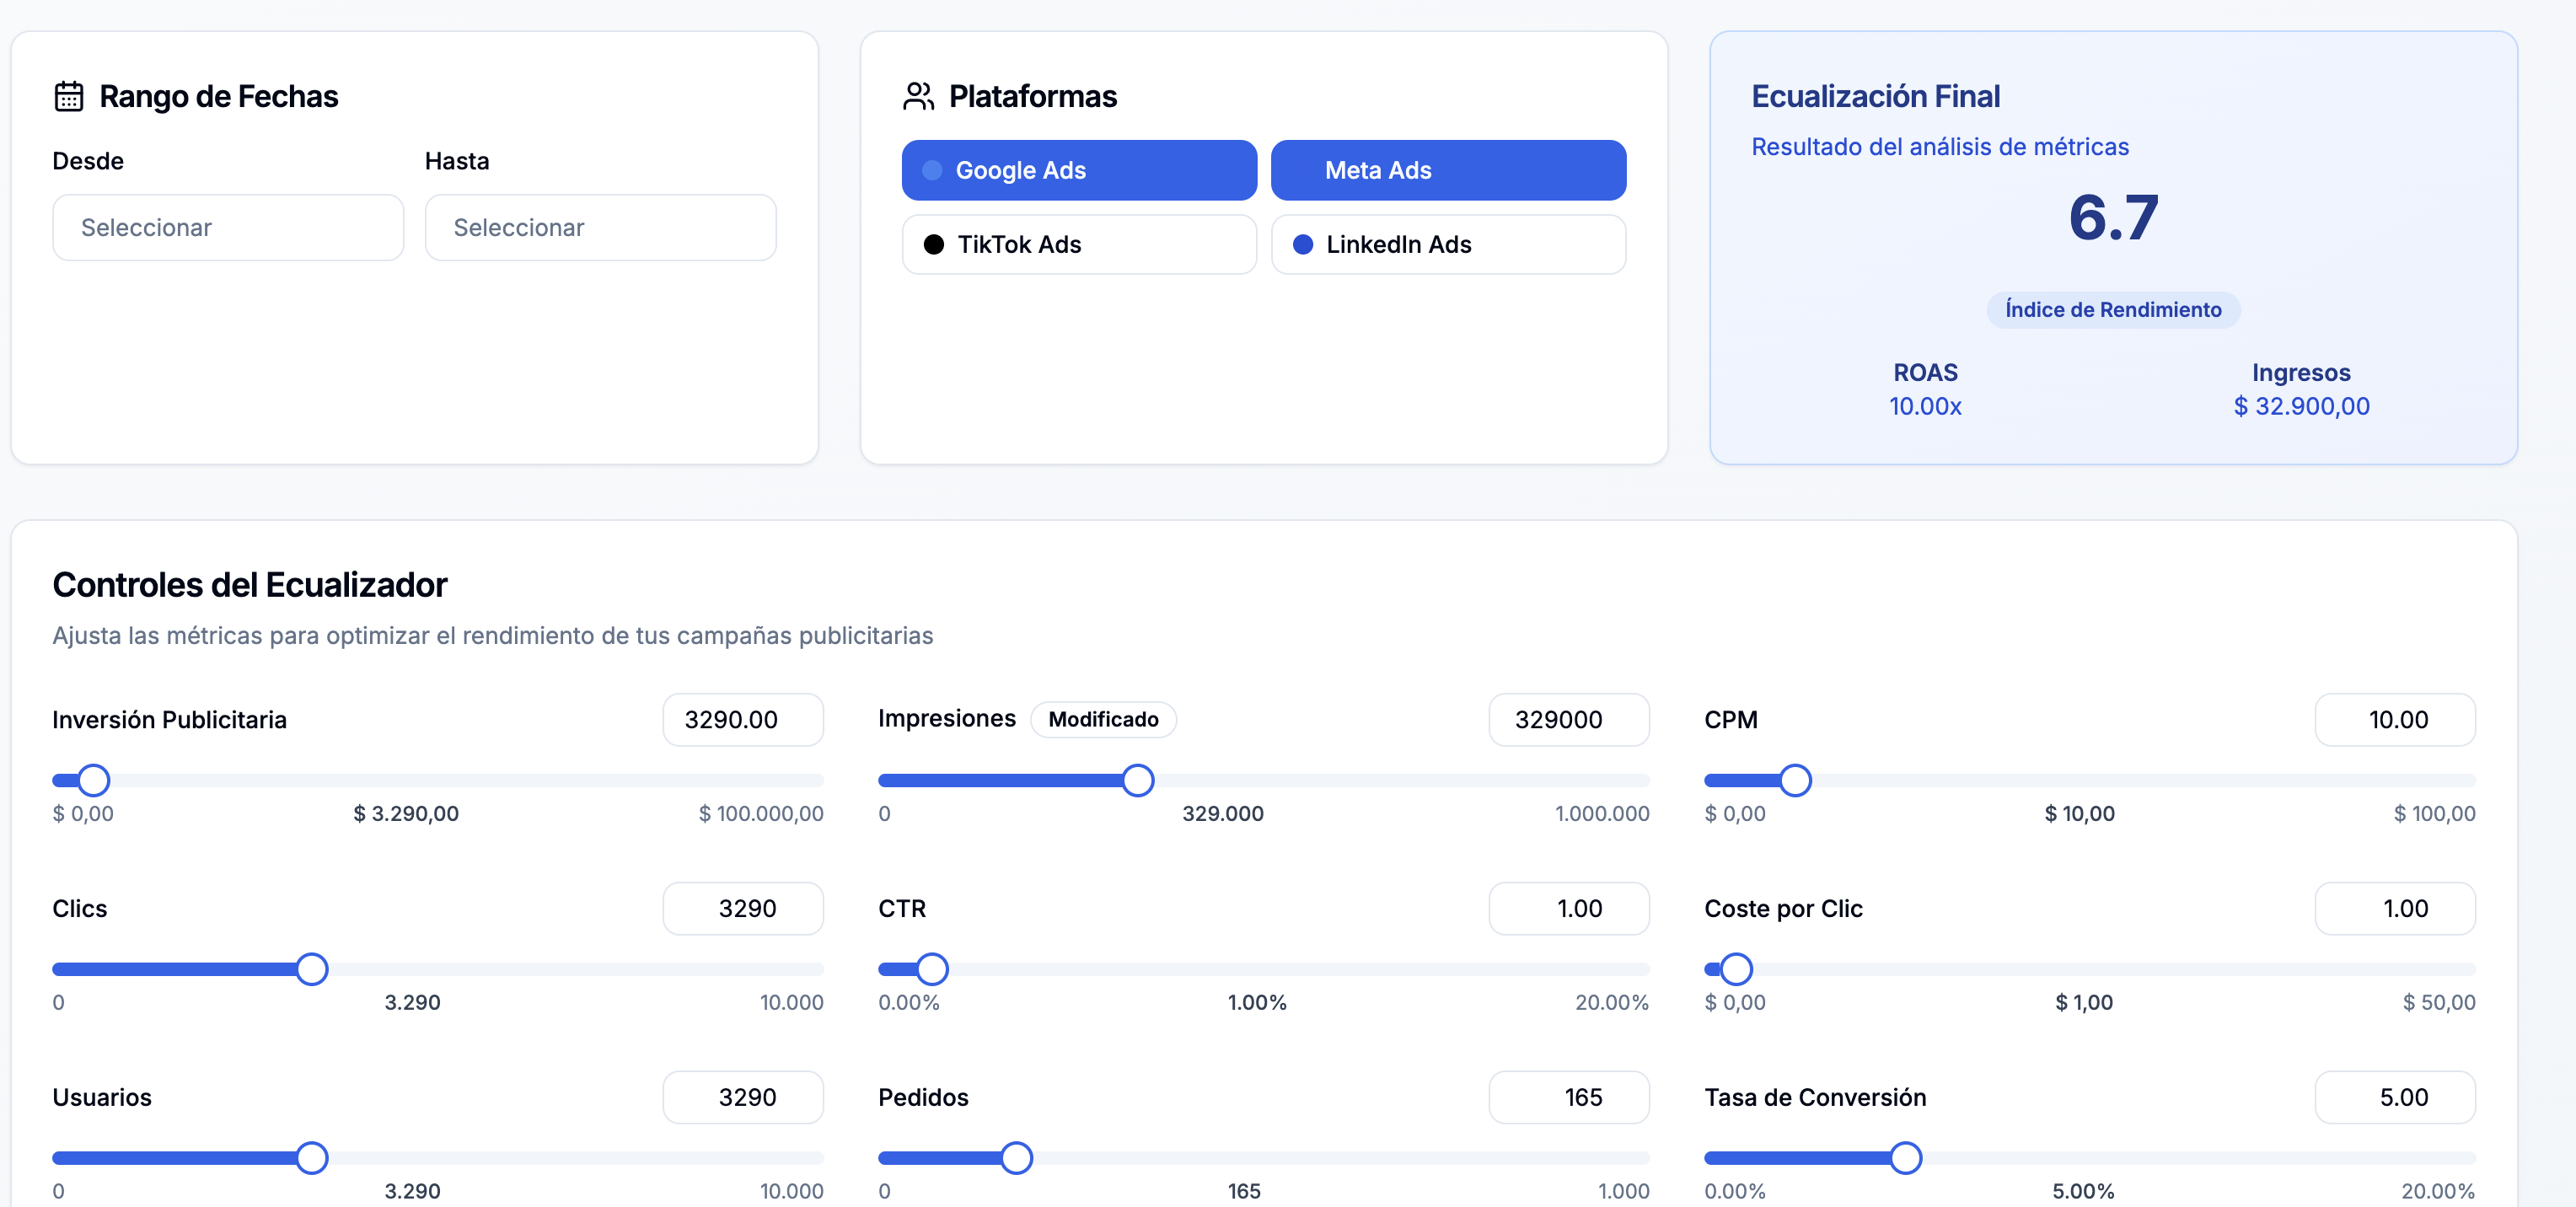 Rango de Fechas
Desde
Hasta
Seleccionar
Seleccionar
Plataformas
Google Ads
Meta Ads
TikTok Ads
LinkedIn Ads
Ecualización Final
Resultado del análisis de métricas
6.7
Índice de Rendimiento
ROAS
10.00x
Ingresos
$ 32.900,00
Controles del Ecualizador
Ajusta las métricas para optimizar el rendimiento de tus campañas publicitarias
Inversión Publicitaria
3290.00
$ 0,00
$ 3.290,00
$ 100.000,00
Impresiones
Modificado
329000
0
329.000
1.000.000
CPM
10.00
$ 0,00
$ 10,00
$ 100,00
Clics
3290
0
3.290
10.000
CTR
1.00
0.00%
1.00%
20.00%
Coste por Clic
1.00
$ 0,00
$ 1,00
$ 50,00
Usuarios
3290
0
3.290
10.000
Pedidos
165
0
165
1.000
Tasa de Conversión
5.00
0.00%
5.00%
20.00%